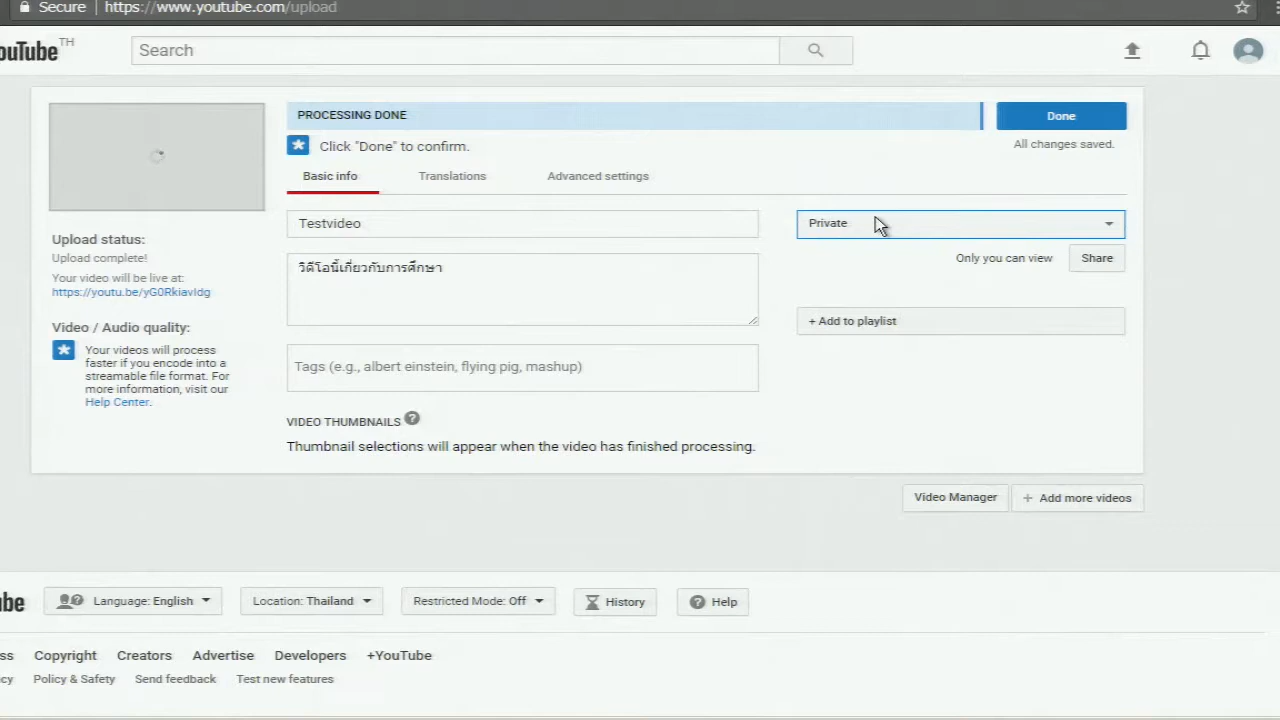 Secure | https://www.youtube.com/upload
YouTube TH
Search
PROCESSING DONE
Done
Click "Done" to confirm.
All changes saved.
Basic info
Translations
Advanced settings
Testvideo
Private
วิดีโอนี้เกี่ยวกับการศึกษา
Only you can view
Share
Upload status:
Upload complete!
Your video will be live at:
https://youtu.be/yG0RkiavIdg
+ Add to playlist
Video / Audio quality:
Your videos will process
faster if you encode into a
streamable file format. For
more information, visit our
Help Center.
Tags (e.g., albert einstein, flying pig, mashup)
VIDEO THUMBNAILS ?
Thumbnail selections will appear when the video has finished processing.
Video Manager
+ Add more videos
Language: English
Location: Thailand
Restricted Mode: Off
History
Help
Copyright
Creators
Advertise
Developers
+YouTube
Policy & Safety
Send feedback
Test new features